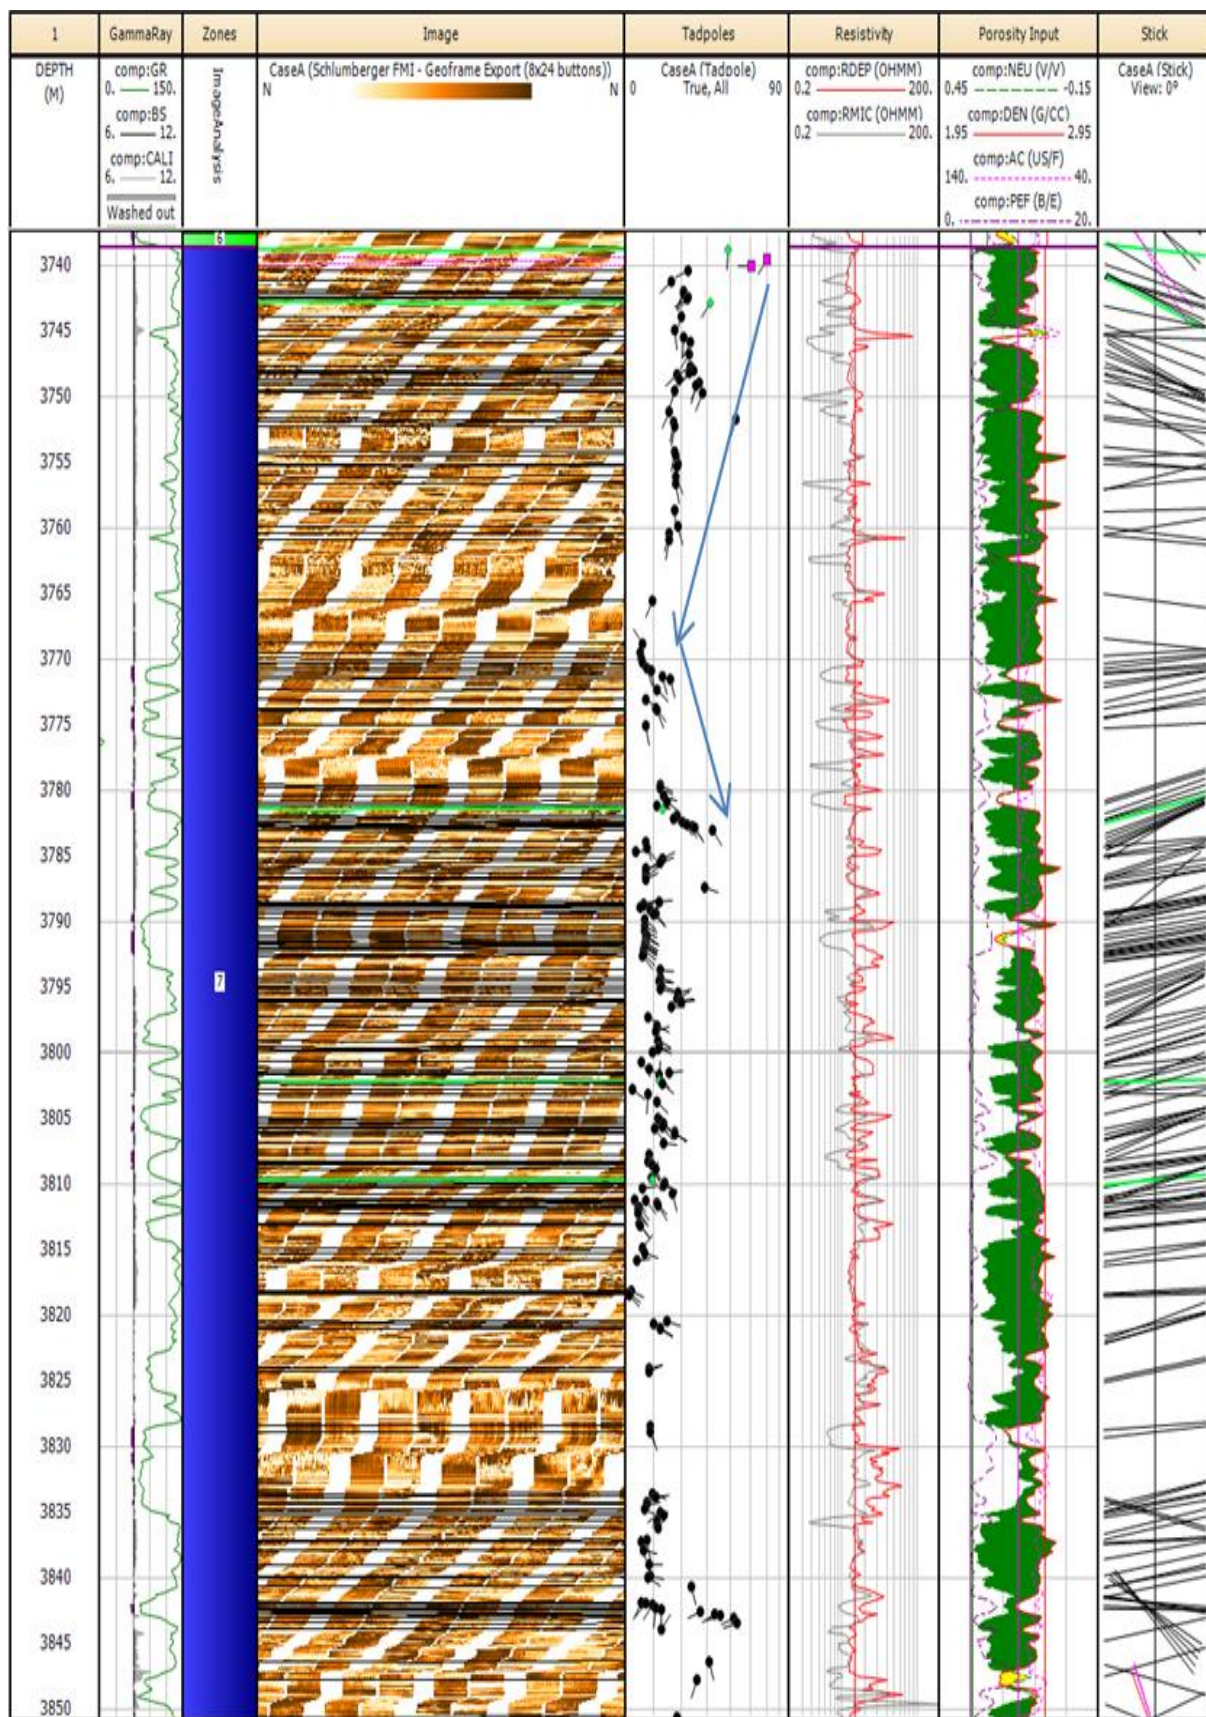 1 GammaRay Zones Image Tadpoles Resistivity Porosity Input Stick
DEPTH
(M)
comp:GR
0. 150.
comp:BS
6. 12.
comp:CALI
6. 12.
Washed out
ImageAnalysis
CaseA (Schlumberger FMI - Geoframe Export (8x24 buttons))
N N
CaseA (Tadpole)
0 True, All 90
comp:RDEP (OHMM)
0.2 200.
comp:RMIC (OHMM)
0.2 200.
comp:NEU (V/V)
0.45 -0.15
comp:DEN (G/CC)
1.95 2.95
comp:AC (US/F)
140. 40.
comp:PEF (B/E)
0. 20.
CaseA (Stick)
View: 0°
6
3740
3745
3750
3755
3760
3765
3770
3775
3780
3785
3790
7
3795
3800
3805
3810
3815
3820
3825
3830
3835
3840
3845
3850